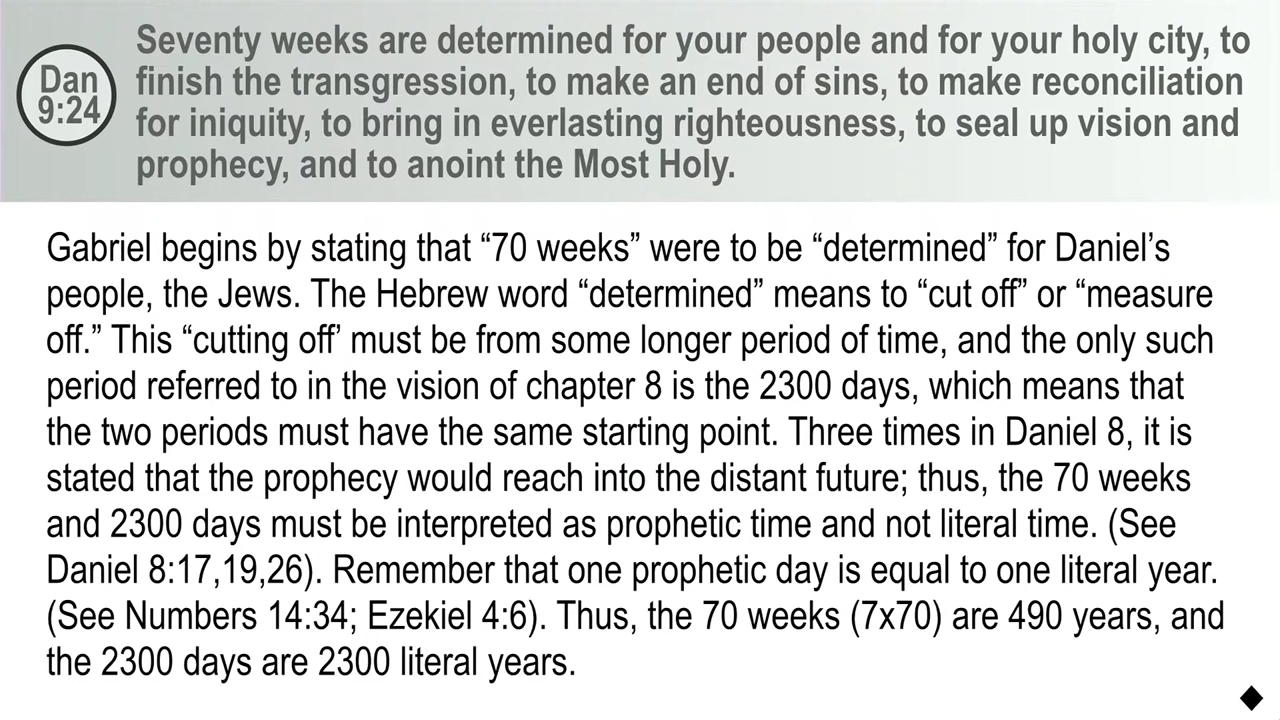 Dan
9:24
Seventy weeks are determined for your people and for your holy city, to
finish the transgression, to make an end of sins, to make reconciliation
for iniquity, to bring in everlasting righteousness, to seal up vision and
prophecy, and to anoint the Most Holy.
Gabriel begins by stating that “70 weeks” were to be “determined” for Daniel’s
people, the Jews. The Hebrew word “determined” means to “cut off” or “measure
off.” This “cutting off’ must be from some longer period of time, and the only such
period referred to in the vision of chapter 8 is the 2300 days, which means that
the two periods must have the same starting point. Three times in Daniel 8, it is
stated that the prophecy would reach into the distant future; thus, the 70 weeks
and 2300 days must be interpreted as prophetic time and not literal time. (See
Daniel 8:17,19,26). Remember that one prophetic day is equal to one literal year.
(See Numbers 14:34; Ezekiel 4:6). Thus, the 70 weeks (7x70) are 490 years, and
the 2300 days are 2300 literal years.